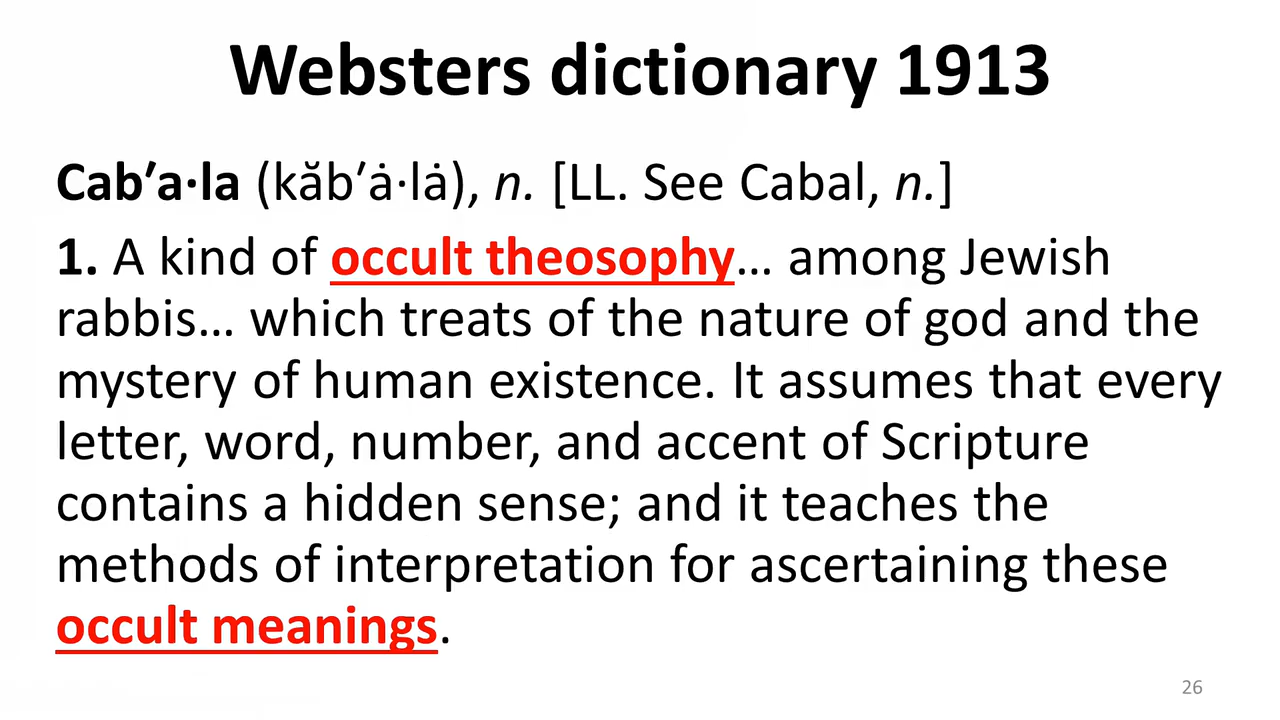 Websters dictionary 1913
Cab′a·la (kăb′ȧ·lȧ), n. [LL. See Cabal, n.]
1. A kind of occult theosophy… among Jewish
rabbis… which treats of the nature of god and the
mystery of human existence. It assumes that every
letter, word, number, and accent of Scripture
contains a hidden sense; and it teaches the
methods of interpretation for ascertaining these
occult meanings.
26